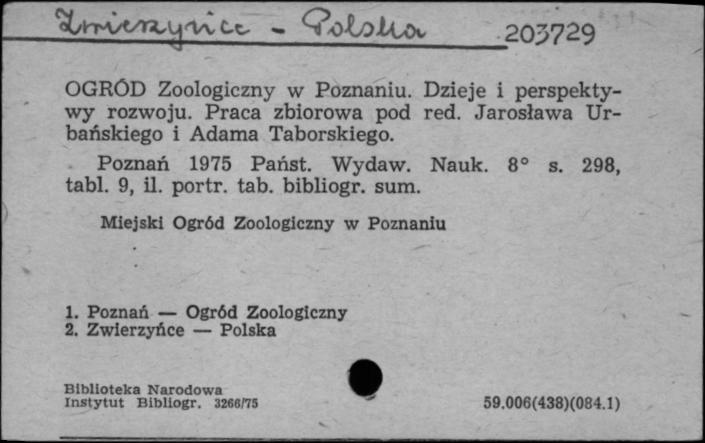 Zwierzyńce - Polska 203729
OGRÓD Zoologiczny w Poznaniu. Dzieje i perspekty-
wy rozwoju. Praca zbiorowa pod red. Jarosława Ur-
bańskiego i Adama Taborskiego.
Poznań 1975 Państ. Wydaw. Nauk. 8° s. 298,
tabl. 9, il. portr. tab. bibliogr. sum.
Miejski Ogród Zoologiczny w Poznaniu
1. Poznań — Ogród Zoologiczny
2. Zwierzyńce — Polska
Biblioteka Narodowa
Instytut Bibliogr. 3266/75 59.006(438)(084.1)